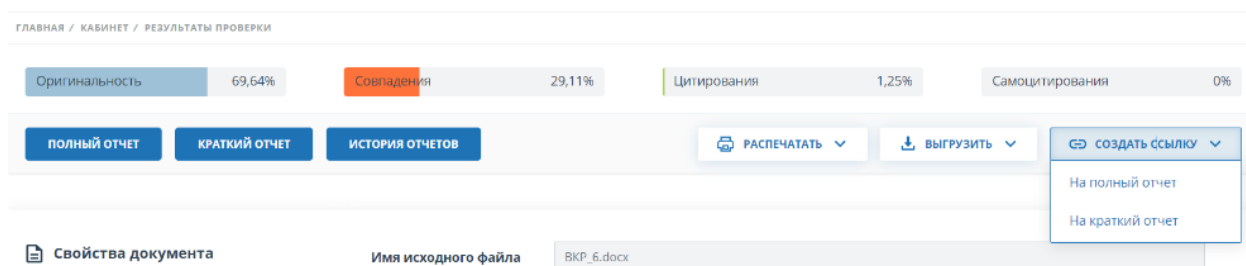 ГЛАВНАЯ / КАБИНЕТ / РЕЗУЛЬТАТЫ ПРОВЕРКИ
Оригинальность 69,64% Совпадения 29,11% Цитирования 1,25% Самоцитирования 0%
ПОЛНЫЙ ОТЧЕТ КРАТКИЙ ОТЧЕТ ИСТОРИЯ ОТЧЕТОВ РАСПЕЧАТАТЬ ВЫГРУЗИТЬ СОЗДАТЬ ССЫЛКУ
На полный отчет
На краткий отчет
Свойства документа Имя исходного файла ВКР_6.docx